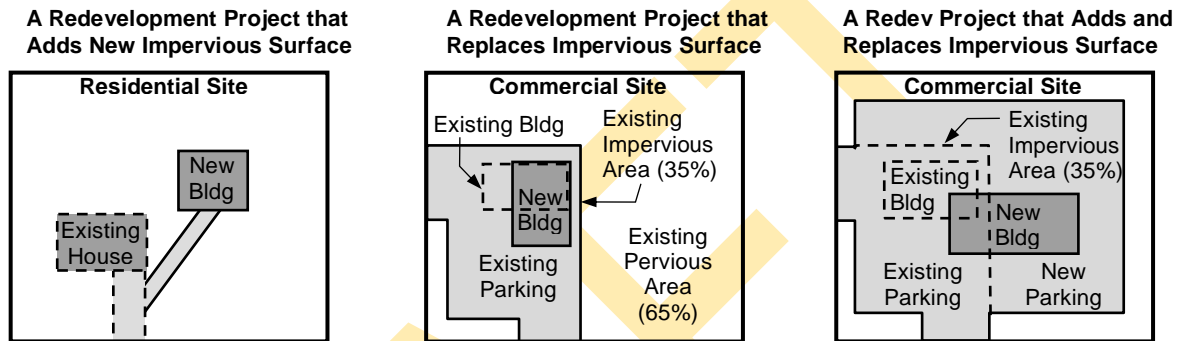 A Redevelopment Project that
Adds New Impervious Surface
Residential Site
New
Bldg
Existing
House
A Redevelopment Project that
Replaces Impervious Surface
Commercial Site
Existing Bldg
Existing
Impervious
Area (35%)
New
Bldg
Existing
Parking
Existing
Pervious
Area
(65%)
A Redev Project that Adds and
Replaces Impervious Surface
Commercial Site
Existing
Impervious
Area (35%)
Existing
Bldg
New
Bldg
Existing
Parking
New
Parking